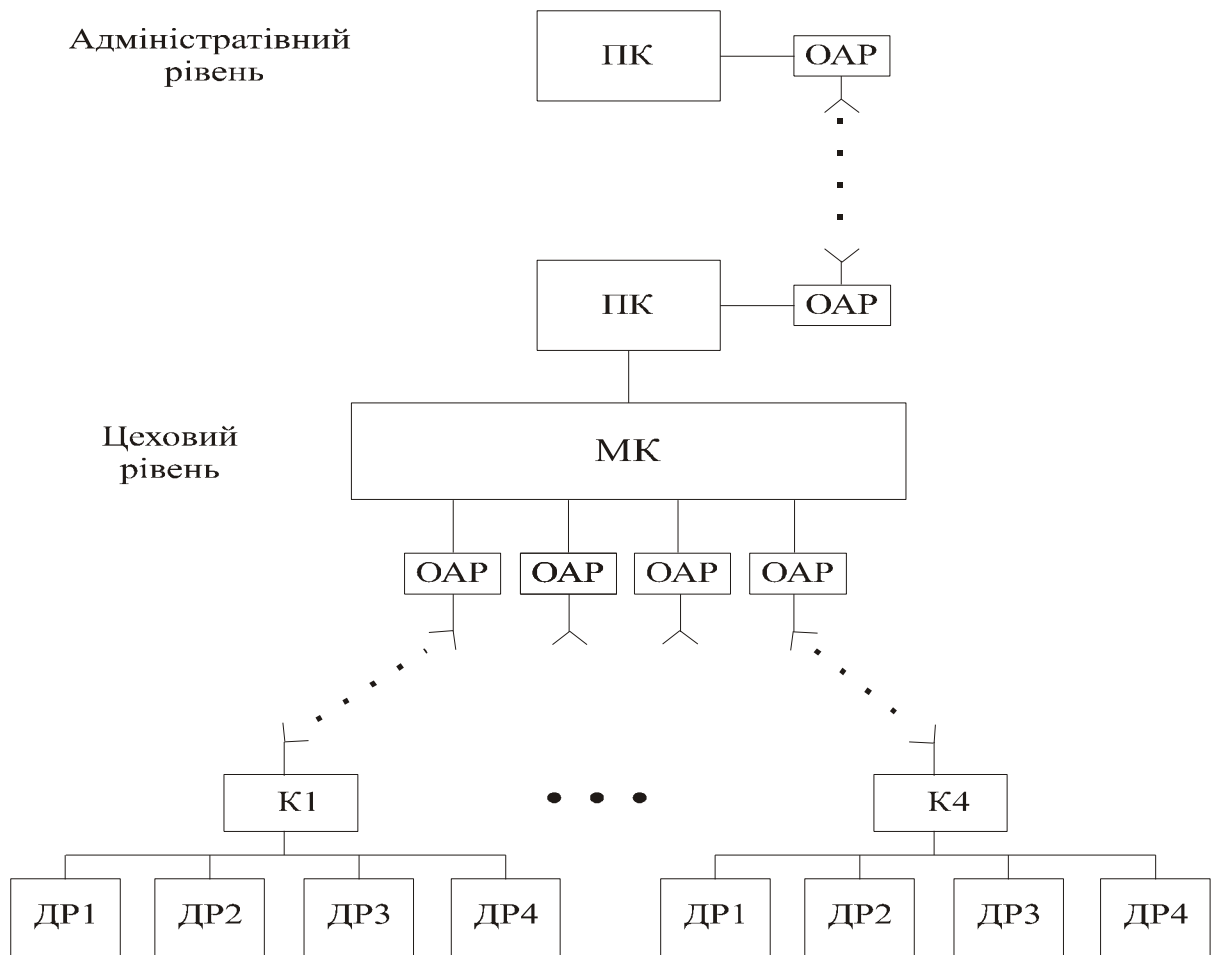 Адміністратівний
рівень
ПК
ОАР
ПК
ОАР
Цеховий
рівень
МК
ОАР
ОАР
ОАР
ОАР
К1
К4
ДР1
ДР2
ДР3
ДР4
ДР1
ДР2
ДР3
ДР4